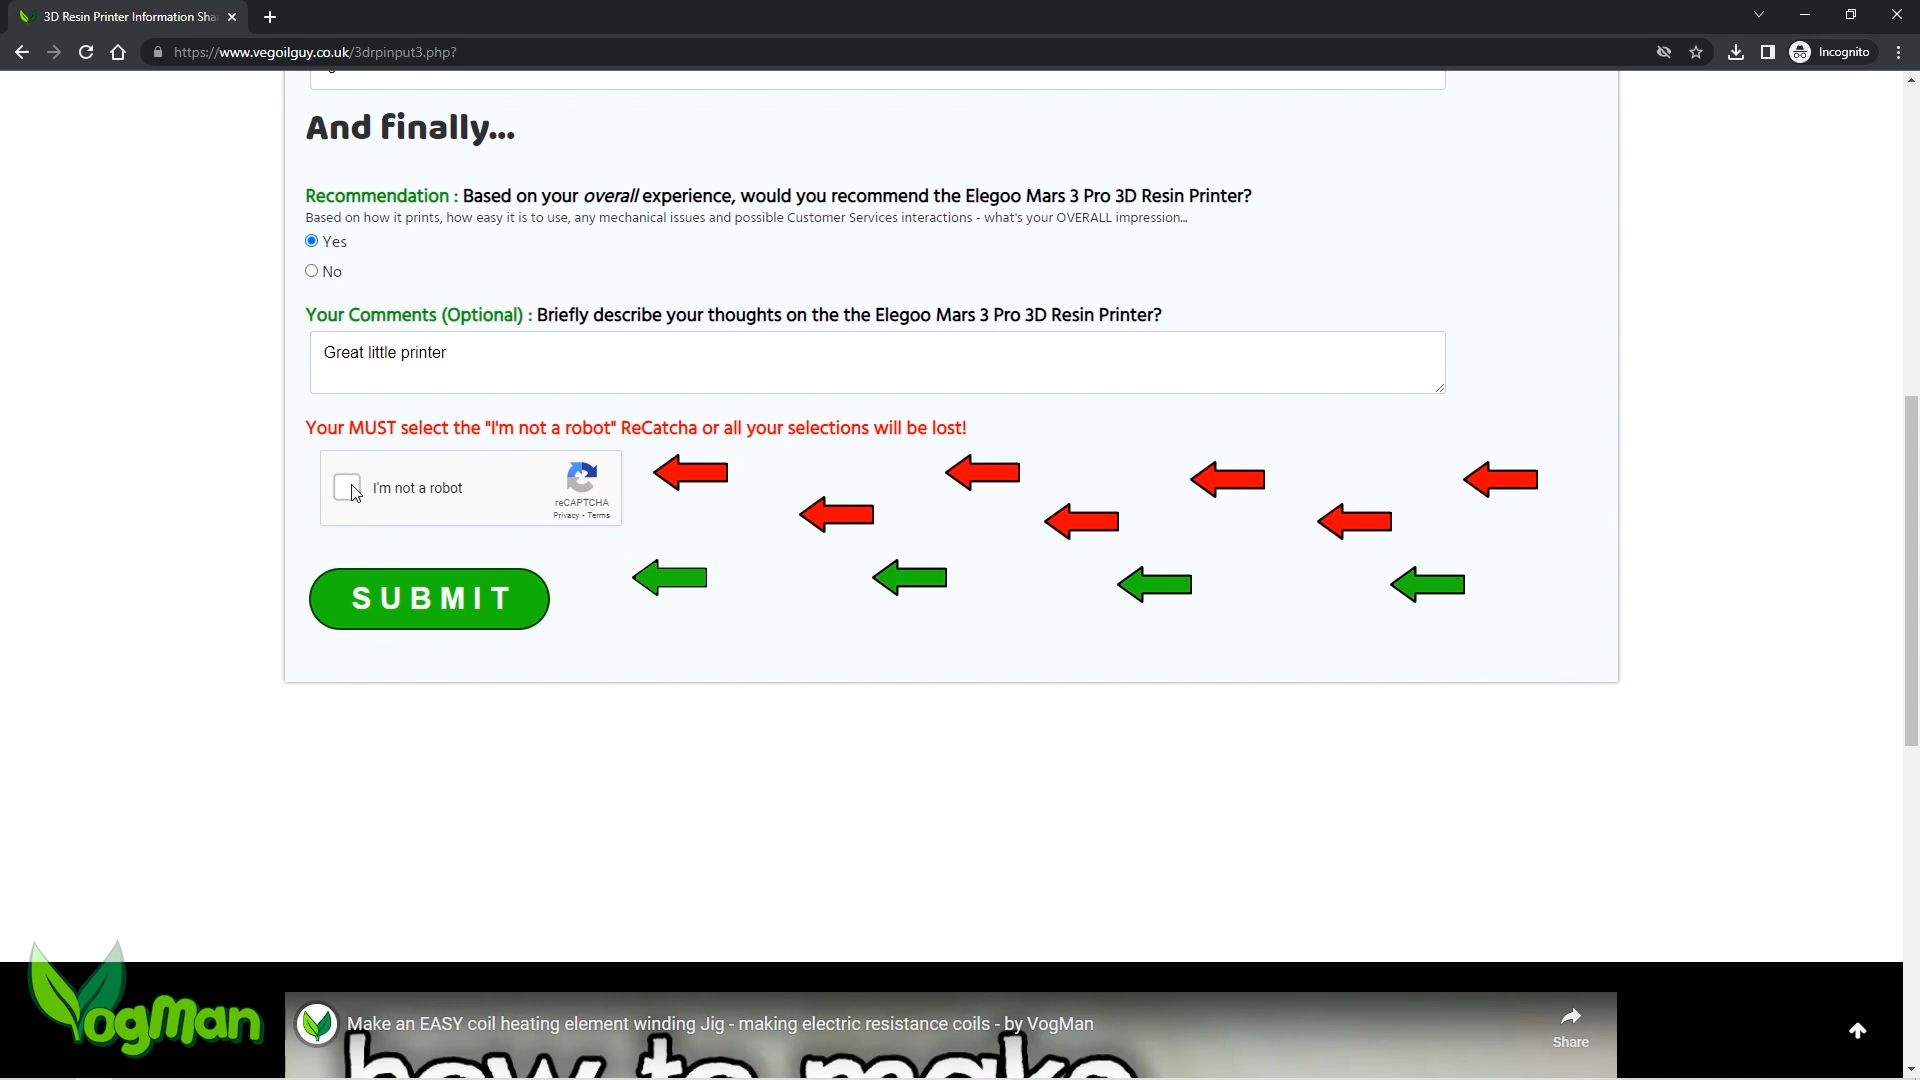 3D Resin Printer Information Sha
https://www.vegoilguy.co.uk/3drpinput3.php?
Incognito
And finally...
Recommendation : Based on your overall experience, would you recommend the Elegoo Mars 3 Pro 3D Resin Printer?
Based on how it prints, how easy it is to use, any mechanical issues and possible Customer Services interactions - what's your OVERALL impression...
Yes
No
Your Comments (Optional) : Briefly describe your thoughts on the the Elegoo Mars 3 Pro 3D Resin Printer?
Great little printer
Your MUST select the "I'm not a robot" ReCatcha or all your selections will be lost!
I'm not a robot
reCAPTCHA
Privacy - Terms
SUBMIT
VogMan
Make an EASY coil heating element winding Jig - making electric resistance coils - by VogMan
Share
how to make